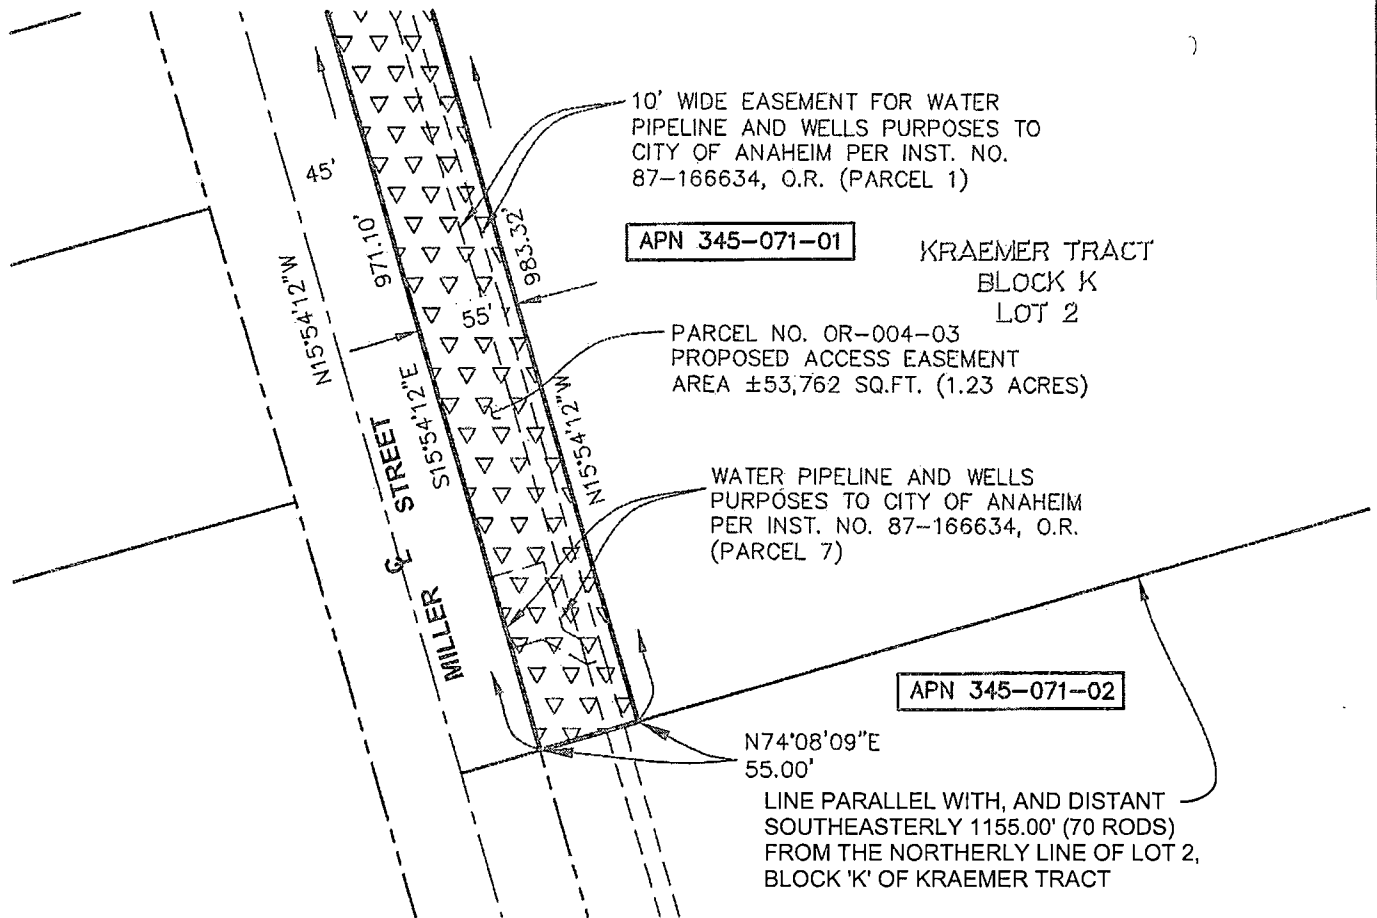 10' WIDE EASEMENT FOR WATER
PIPELINE AND WELLS PURPOSES TO
CITY OF ANAHEIM PER INST. NO.
87-166634, O.R. (PARCEL 1)
45'
971.10'
983.32'
APN 345-071-01
KRAEMER TRACT
BLOCK K
LOT 2
N15°54'12"W
55'
PARCEL NO. OR-004-03
PROPOSED ACCESS EASEMENT
AREA ±53,762 SQ.FT. (1.23 ACRES)
S15°54'12"E
N15°54'12"W
MILLER ℄ STREET
WATER PIPELINE AND WELLS
PURPOSES TO CITY OF ANAHEIM
PER INST. NO. 87-166634, O.R.
(PARCEL 7)
APN 345-071-02
N74°08'09"E
55.00'
LINE PARALLEL WITH, AND DISTANT
SOUTHEASTERLY 1155.00' (70 RODS)
FROM THE NORTHERLY LINE OF LOT 2,
BLOCK 'K' OF KRAEMER TRACT